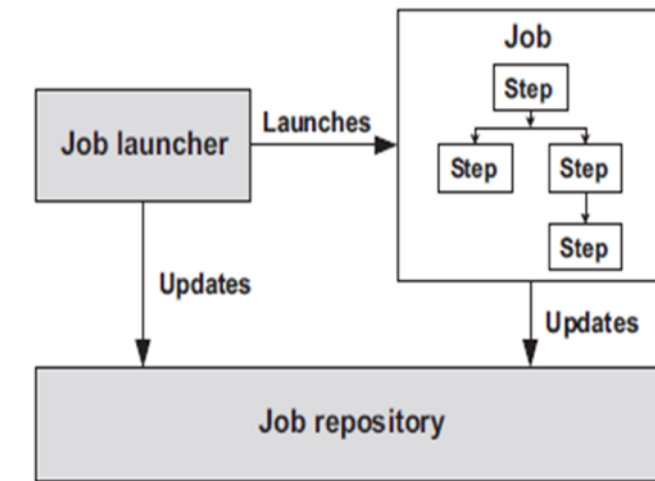 Job
Step
Job launcher
Launches
Step
Step
Step
Updates
Updates
Job repository